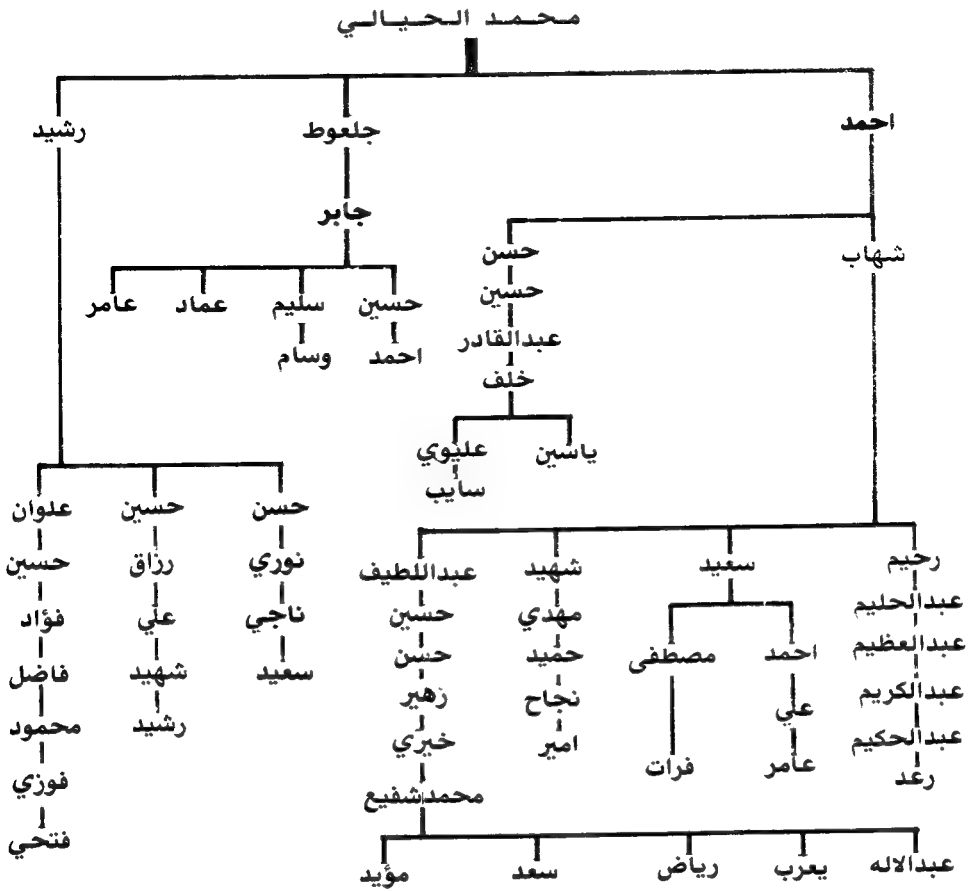 محمد الحيالي
احمد جلعوط رشيد
جابر
حسن شهاب
حسين
حسين سليم عماد عامر
عبدالقادر
احمد وسام
خلف
ياسين عليوي
سايب
حسن حسين علوان
رحيم سعيد شهيد عبداللطيف
نوري رزاق حسين
عبدالحليم مهدي حسين
ناجي علي فؤاد
عبدالعظيم احمد مصطفى حميد حسن
سعيد شهيد فاضل
عبدالكريم علي نجاح زهير
رشيد محمود
عبدالحكيم امير خيري
رعد عامر فرات
فوزي
محمدشفيع
فتحي
عبدالاله يعرب رياض سعد مؤيد